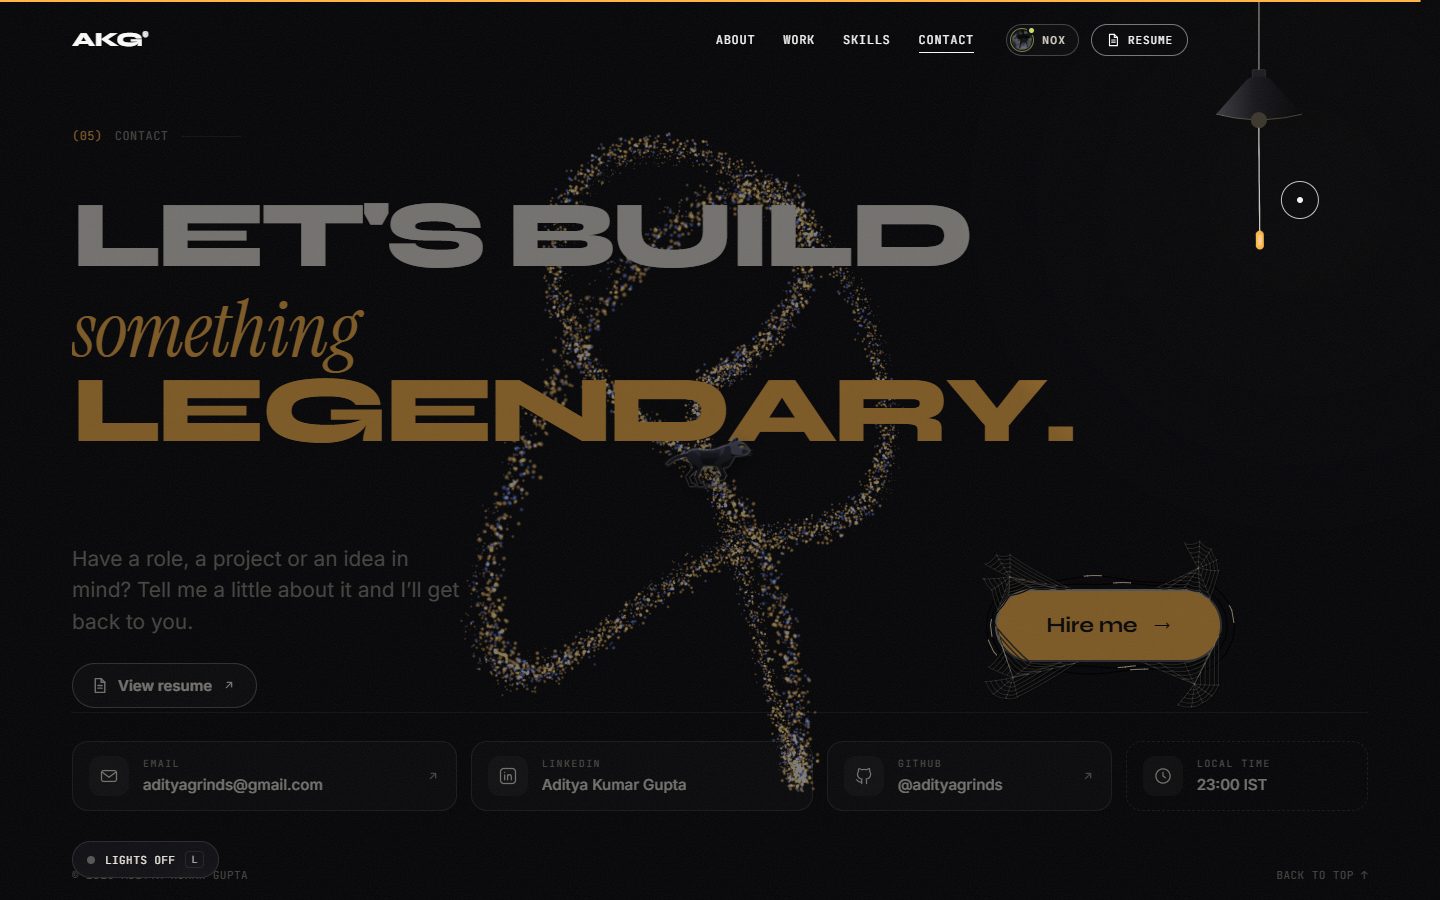 AKG®
ABOUT WORK SKILLS CONTACT NOX RESUME
(05) CONTACT
LET'S BUILD
something
LEGENDARY.
Have a role, a project or an idea in
mind? Tell me a little about it and I'll get
back to you.
Hire me →
View resume ↗
EMAIL
adityagrinds@gmail.com ↗
LINKEDIN
Aditya Kumar Gupta
GITHUB
@adityagrinds ↗
LOCAL TIME
23:00 IST
LIGHTS OFF L
© GUPTA
BACK TO TOP ↑